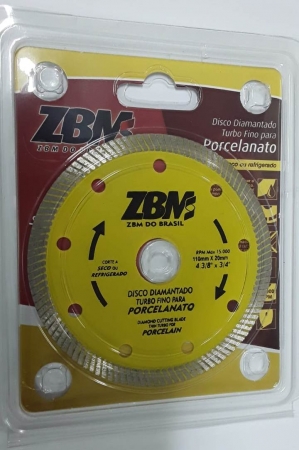 ZBM
ZBM DO
Disco Diamantado
Turbo Fino para
Porcelanato
refrigerado
ZBM
ZBM DO BRASIL
CORTE A
SECO OU
REFRIGERADO
RPM Máx. 13.000
110mm X 20mm
4 3/8" x 3/4"
DISCO DIAMANTADO
TURBO FINO PARA
PORCELANATO
DIAMOND CUTTING BLADE
THIN TURBO FOR
PORCELAIN